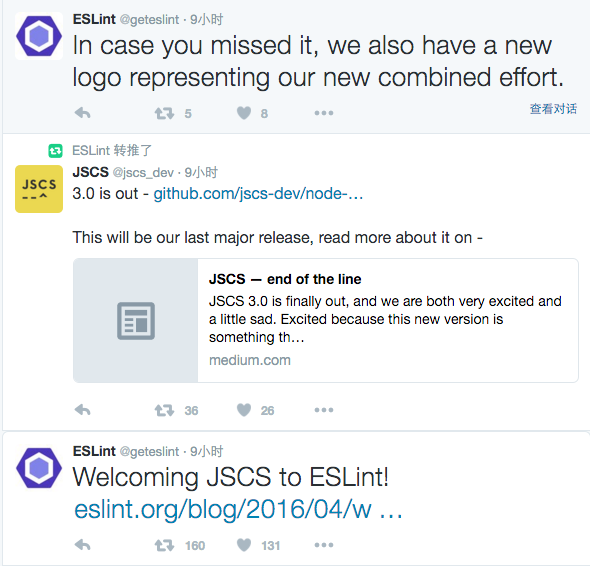 ESLint @geteslint · 9小时
In case you missed it, we also have a new
logo representing our new combined effort.
5 8 查看对话
ESLint 转推了
JSCS @jscs_dev · 9小时
JSCS
3.0 is out - github.com/jscs-dev/node-…
This will be our last major release, read more about it on -
JSCS — end of the line
JSCS 3.0 is finally out, and we are both very excited and
a little sad. Excited because this new version is
something th…
medium.com
36 26
ESLint @geteslint · 9小时
Welcoming JSCS to ESLint!
eslint.org/blog/2016/04/w …
160 131